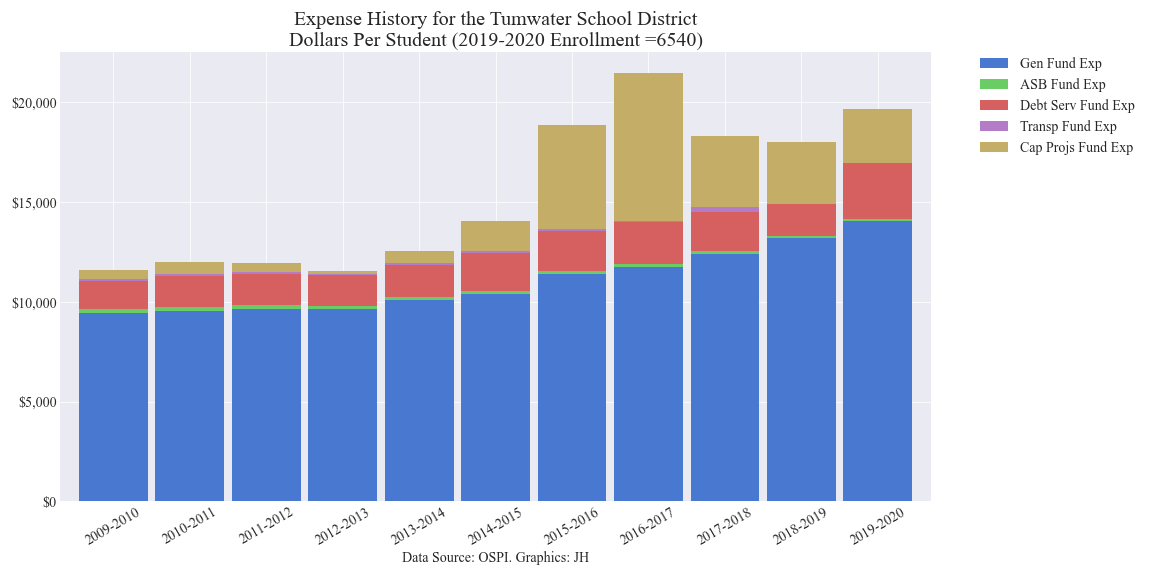 Expense History for the Tumwater School District
Dollars Per Student (2019-2020 Enrollment =6540)
Gen Fund Exp
ASB Fund Exp
Debt Serv Fund Exp
Transp Fund Exp
Cap Projs Fund Exp
$20,000
$15,000
$10,000
$5,000
$0
2009-2010
2010-2011
2011-2012
2012-2013
2013-2014
2014-2015
2015-2016
2016-2017
2017-2018
2018-2019
2019-2020
Data Source: OSPI. Graphics: JH